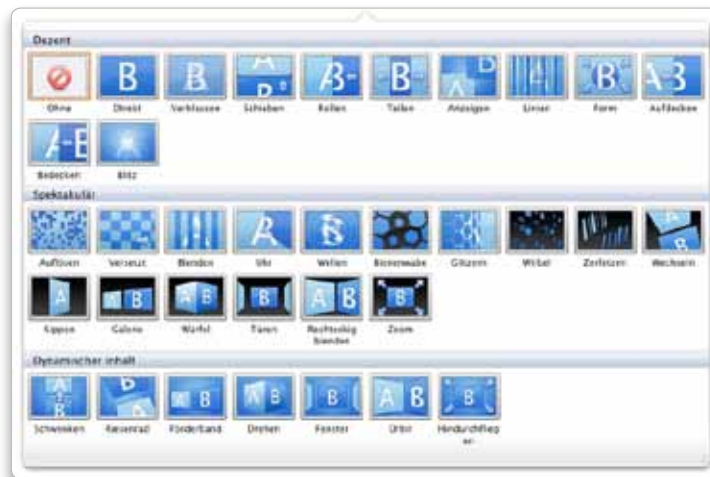 Dezent
Ohne Direkt Verblassen Schieben Rollen Teilen Anzeigen Linien Form Aufdecken
Bedecken Blitz
Spektakulär
Auflösen Versetzt Blenden Uhr Wellen Bienenwabe Glitzern Wirbel Zerfetzen Wechseln
Kippen Galerie Würfel Türen Rechteckig Zoom
blenden
Dynamischer Inhalt
Schwenken Riesenrad Förderband Drehen Fenster Orbit Hindurchflieg
en